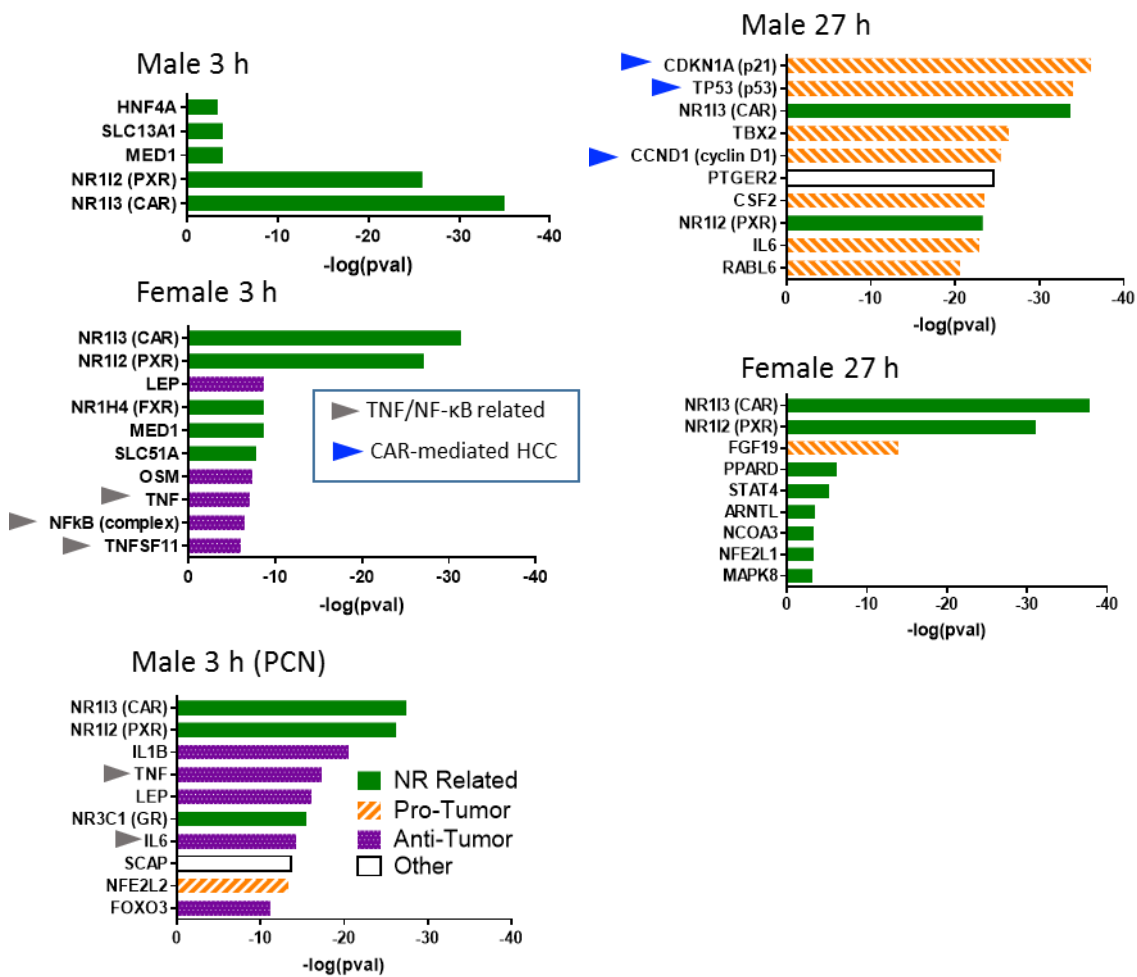 Male 3 h
HNF4A
SLC13A1
MED1
NR1I2 (PXR)
NR1I3 (CAR)
0 -10 -20 -30 -40
-log(pval)
Male 27 h
CDKN1A (p21)
TP53 (p53)
NR1I3 (CAR)
TBX2
CCND1 (cyclin D1)
PTGER2
CSF2
NR1I2 (PXR)
IL6
RABL6
0 -10 -20 -30 -40
-log(pval)
Female 3 h
NR1I3 (CAR)
NR1I2 (PXR)
LEP
NR1H4 (FXR)
MED1
SLC51A
OSM
TNF
NFkB (complex)
TNFSF11
0 -10 -20 -30 -40
-log(pval)
TNF/NF-κB related
CAR-mediated HCC
Female 27 h
NR1I3 (CAR)
NR1I2 (PXR)
FGF19
PPARD
STAT4
ARNTL
NCOA3
NFE2L1
MAPK8
0 -10 -20 -30 -40
-log(pval)
Male 3 h (PCN)
NR1I3 (CAR)
NR1I2 (PXR)
IL1B
TNF
LEP
NR3C1 (GR)
IL6
SCAP
NFE2L2
FOXO3
0 -10 -20 -30 -40
-log(pval)
NR Related
Pro-Tumor
Anti-Tumor
Other